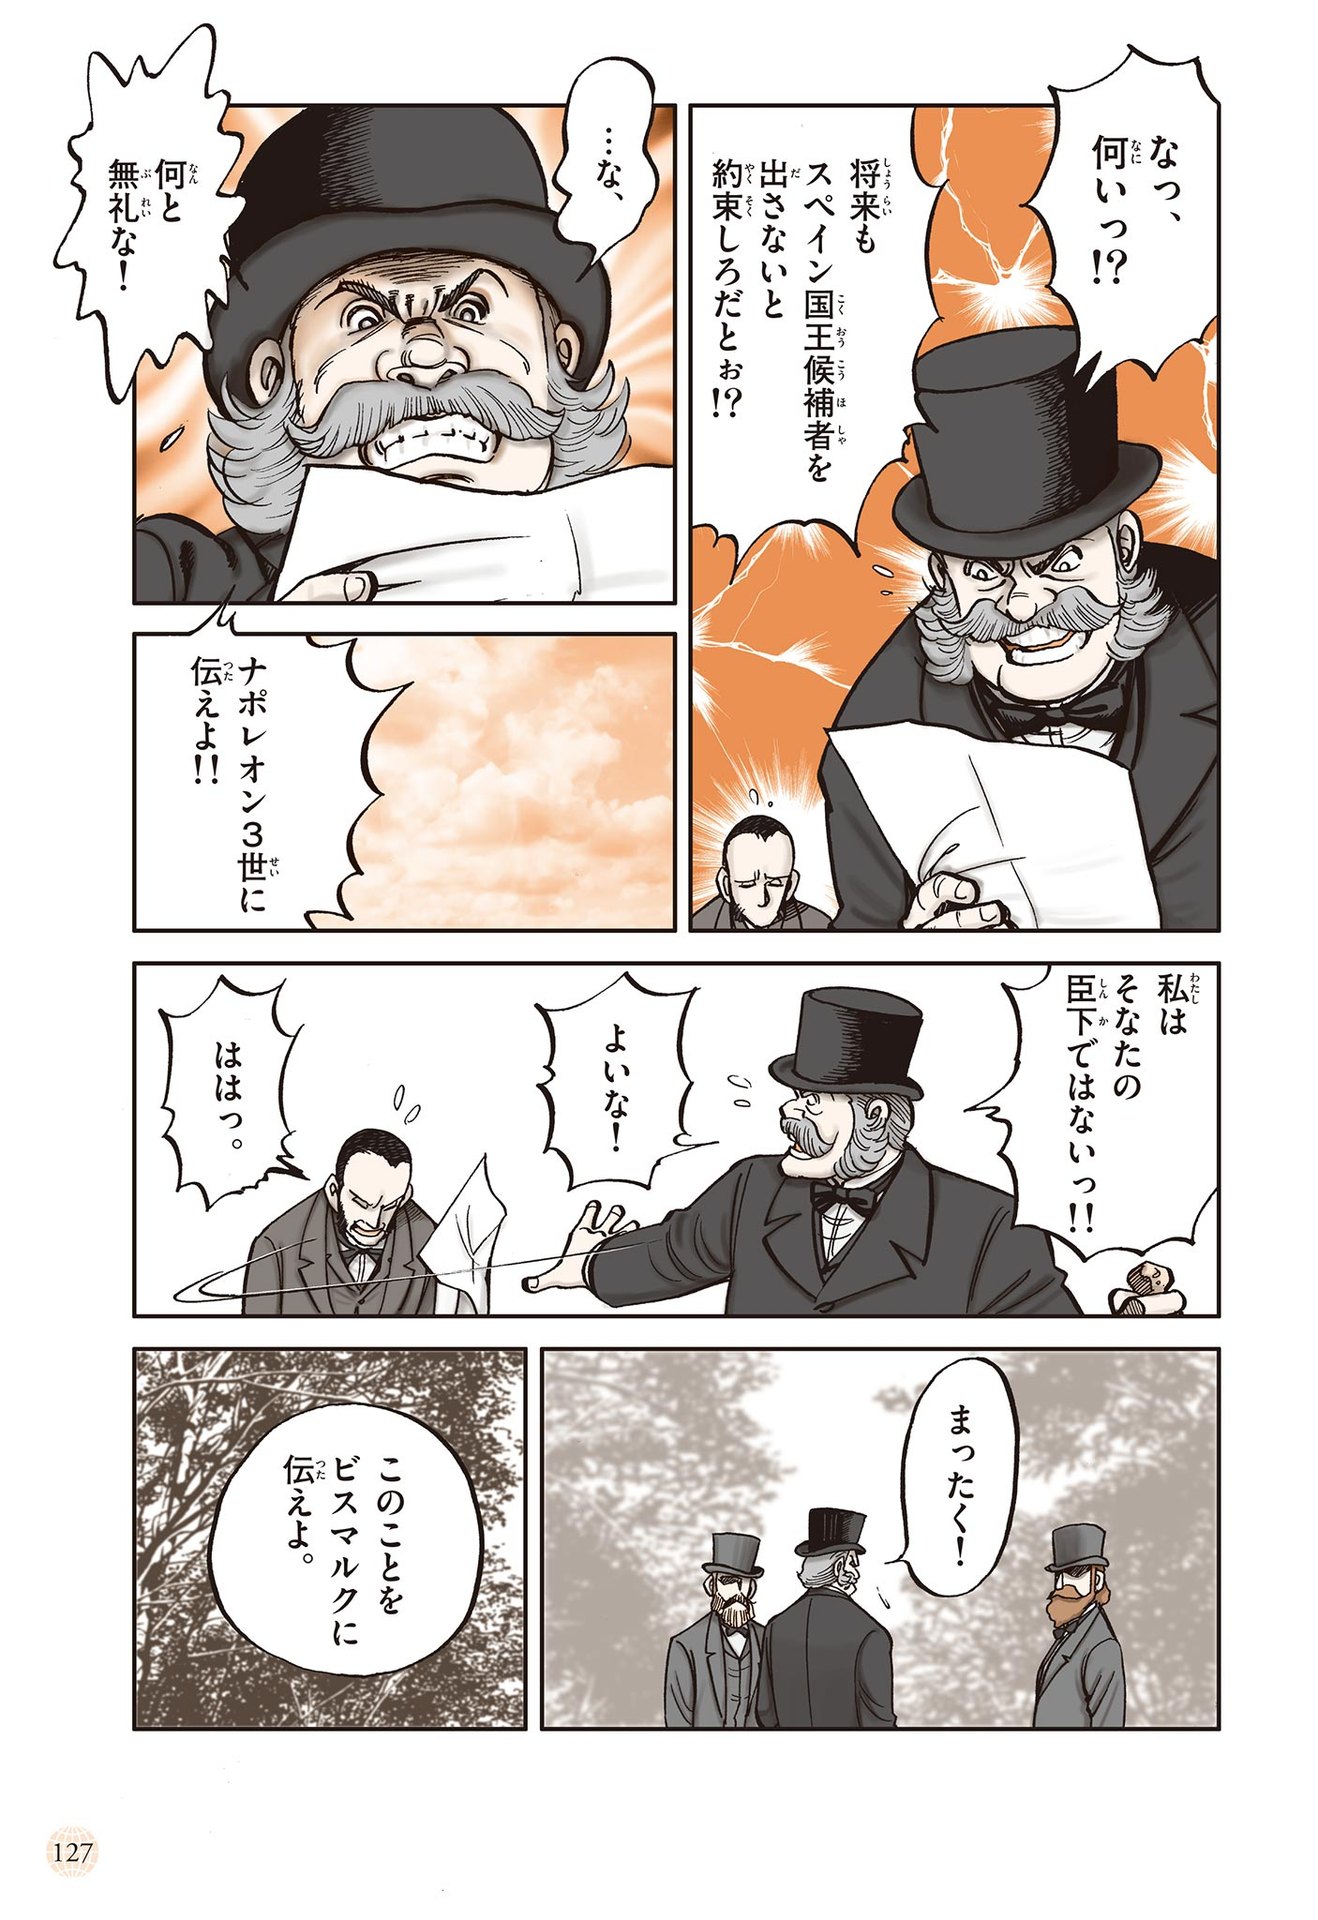 なっ、
何いっ!?
将来も
スペイン国王候補者を
出さないと
約束しろだとぉ!?
…な、
何と
無礼な！
ナポレオン３世に
伝えよ!!
私は
そなたの
臣下ではないっ!!
よいな！
ははっ。
まったく！
このことを
ビスマルクに
伝えよ。
127